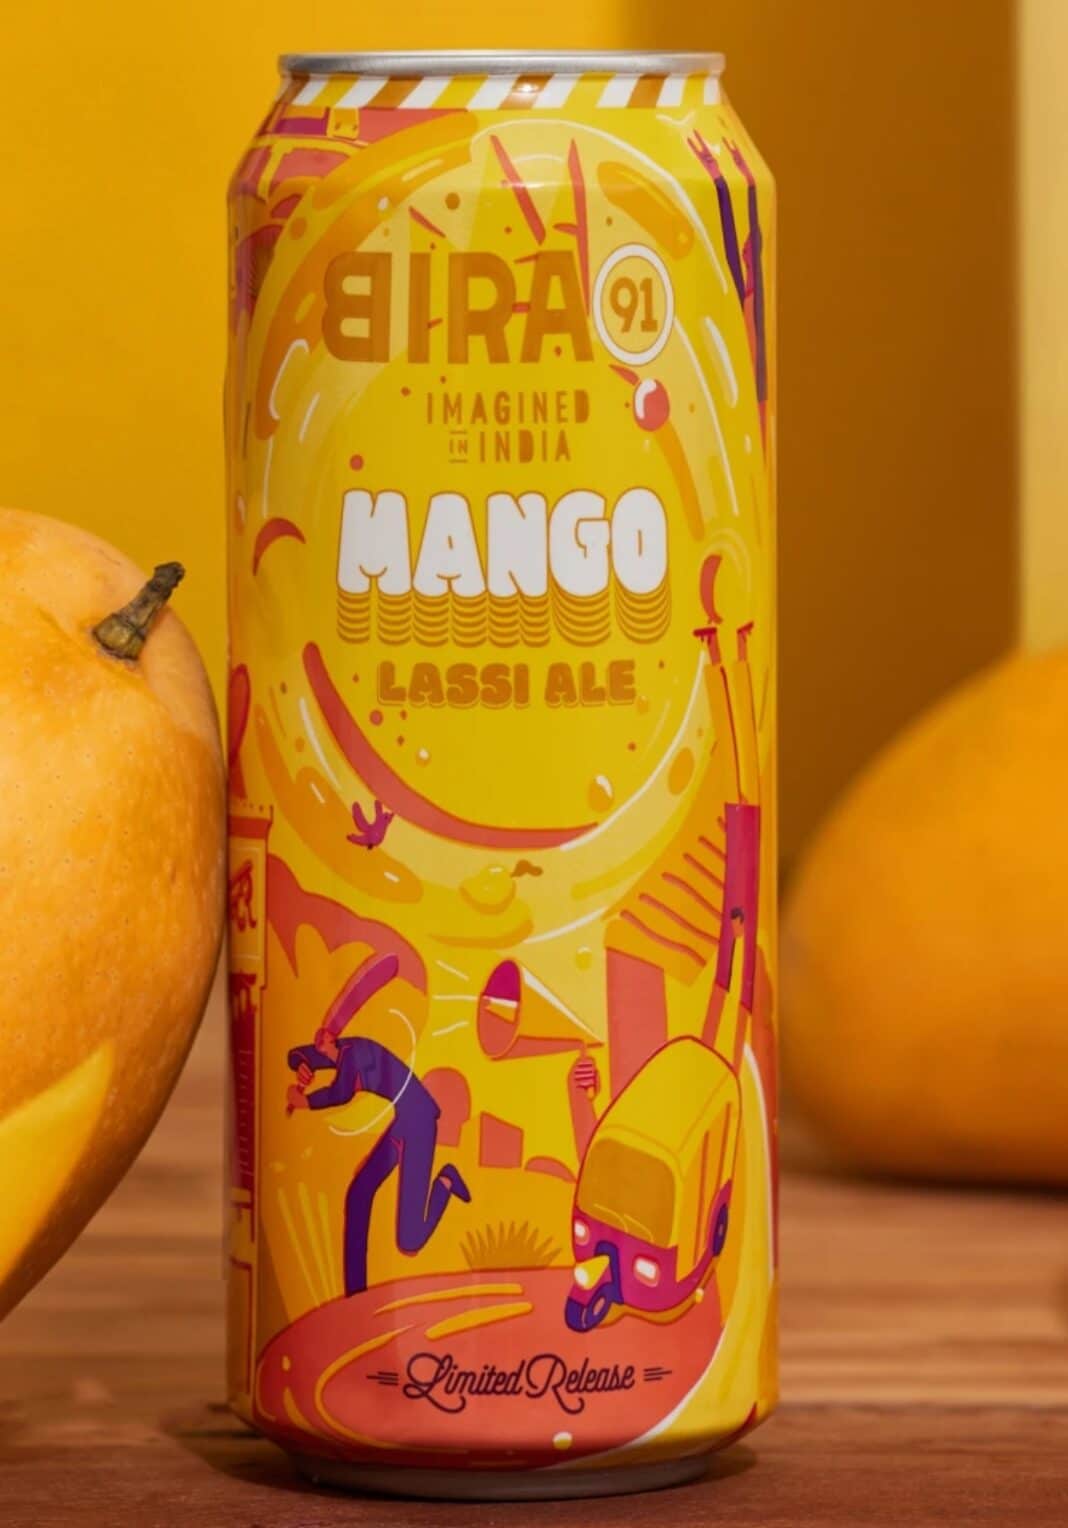 BIRA 91
IMAGINED
IN INDIA
MANGO
LASSI ALE
Limited Release